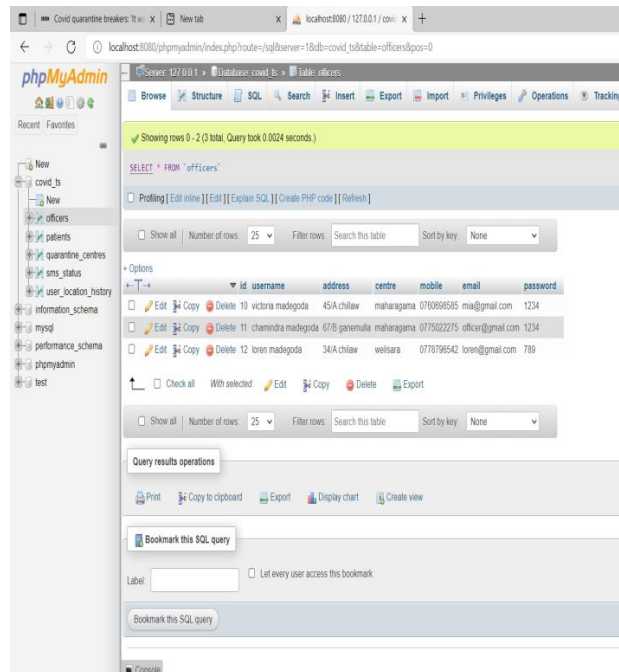 Covid quarantine breakers: 'It w
New tab
localhost:8080 / 127.0.0.1 / covi
localhost:8080/phpmyadmin/index.php?route=/sql&server=1&db=covid_ts&table=officers&pos=0
phpMyAdmin
Recent Favorites
New
covid_ts
New
officers
patients
quarantine_centres
sms_status
user_location_history
information_schema
mysql
performance_schema
phpmyadmin
test
Server: 127.0.0.1 » Database: covid_ts » Table: officers
Browse Structure SQL Search Insert Export Import Privileges Operations Tracking
Showing rows 0 - 2 (3 total, Query took 0.0024 seconds.)
SELECT * FROM `officers`
Profiling [ Edit inline ] [ Edit ] [ Explain SQL ] [ Create PHP code ] [ Refresh ]
Show all Number of rows: 25 Filter rows: Search this table Sort by key: None
+ Options
id username address centre mobile email password
Edit Copy Delete 10 victoria madegoda 45/A chillaw maharagama 0760698585 mia@gmail.com 1234
Edit Copy Delete 11 chamindra madegoda 67/B ganemulla maharagama 0775022275 officer@gmail.com 1234
Edit Copy Delete 12 loren madegoda 34/A chilaw welisara 0778796542 loren@gmail.com 789
Check all With selected: Edit Copy Delete Export
Show all Number of rows: 25 Filter rows: Search this table Sort by key: None
Query results operations
Print Copy to clipboard Export Display chart Create view
Bookmark this SQL query
Label: Let every user access this bookmark
Bookmark this SQL query
Console